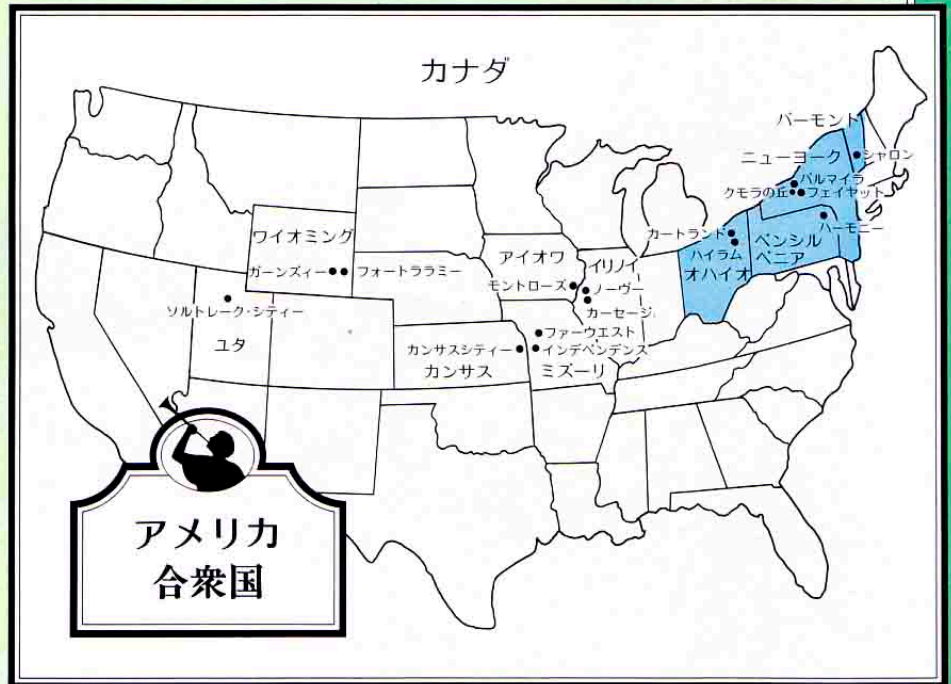 カナダ
バーモント
ニューヨーク
シャロン
パルマイラ
クモラの丘
フェイヤット
ハーモニー
カートランド
ペンシル
ベニア
ハイラム
オハイオ
ワイオミング
ガーンズィー
フォートララミー
アイオワ
イリノイ
モントローズ
ノーヴー
カーセージ
ソルトレーク・シティー
ユタ
ファーウエスト
カンサスシティー
インデペンデンス
カンサス
ミズーリ
アメリカ
合衆国